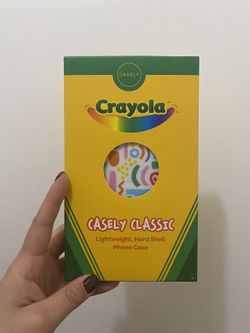 CASELY
Crayola
CASELY CLASSIC
Lightweight, Hard Shell
Phone Case